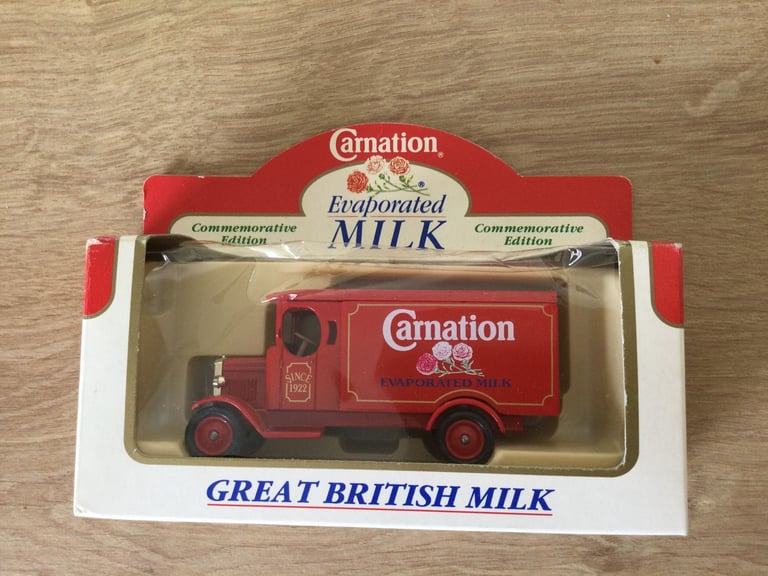 Carnation®
®
Evaporated
MILK
Commemorative
Edition
Commemorative
Edition
Carnation
EVAPORATED MILK
SINCE
1922
GREAT BRITISH MILK